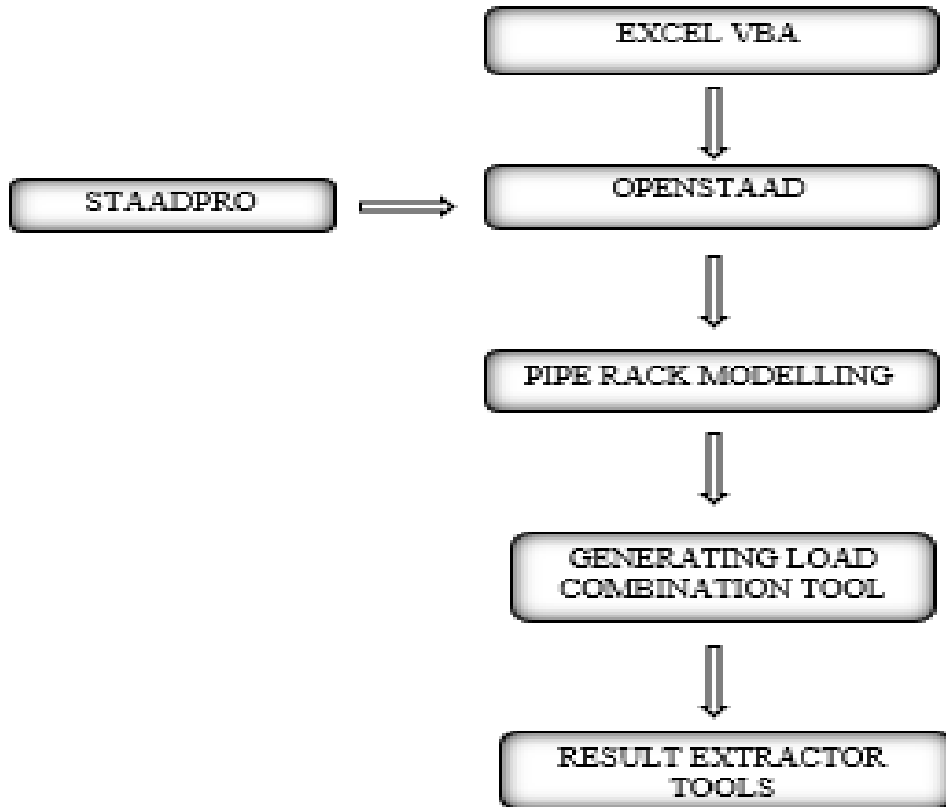 EXCEL VBA
STAADPRO
OPENSTAAD
PIPE RACK MODELLING
GENERATING LOAD
COMBINATION TOOL
RESULT EXTRACTOR
TOOLS